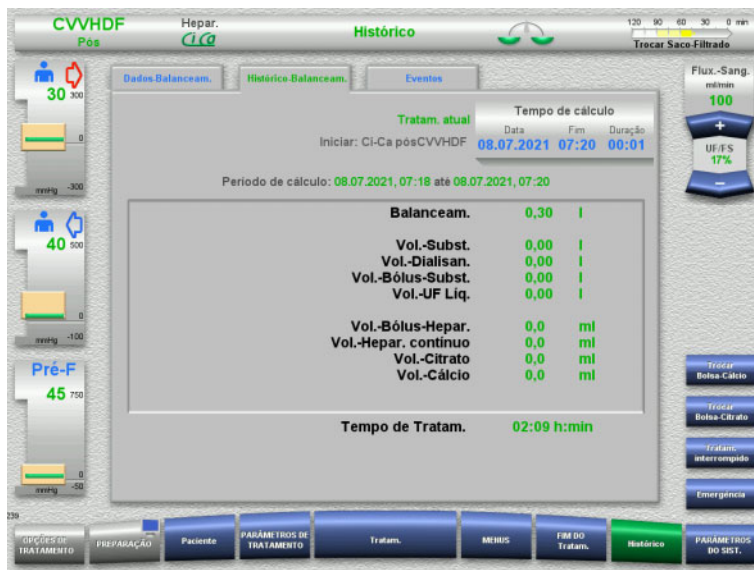 CVVHDF
Pós
Hepar.
CiCa
Histórico
120 90 60 30 0 min
Trocar Saco-Filtrado
30
300
0
mmHg -300
40
500
0
mmHg -100
Pré-F
45
750
0
mmHg -50
Dados-Balanceam.
Histórico-Balanceam.
Eventos
Tratam. atual
Iniciar: Ci-Ca pósCVVHDF
Tempo de cálculo
Data Fim Duração
08.07.2021 07:20 00:01
Período de cálculo: 08.07.2021, 07:18 até 08.07.2021, 07:20
Balanceam. 0,30 l
Vol.-Subst. 0,00 l
Vol.-Dialisan. 0,00 l
Vol.-Bólus-Subst. 0,00 l
Vol.-UF Líq. 0,00 l
Vol.-Bólus-Hepar. 0,0 ml
Vol.-Hepar. contínuo 0,0 ml
Vol.-Citrato 0,0 ml
Vol.-Cálcio 0,0 ml
Tempo de Tratam. 02:09 h:min
Flux.-Sang.
ml/min
100
+
UF/FS
17%
−
Trocar
Bolsa-Cálcio
Trocar
Bolsa-Citrato
Tratam.
interrompido
Emergência
239
OPÇÕES DE
TRATAMENTO
PREPARAÇÃO
Paciente
PARÂMETROS DE
TRATAMENTO
Tratam.
MENUS
FIM DO
Tratam.
Histórico
PARÂMETROS
DO SIST.